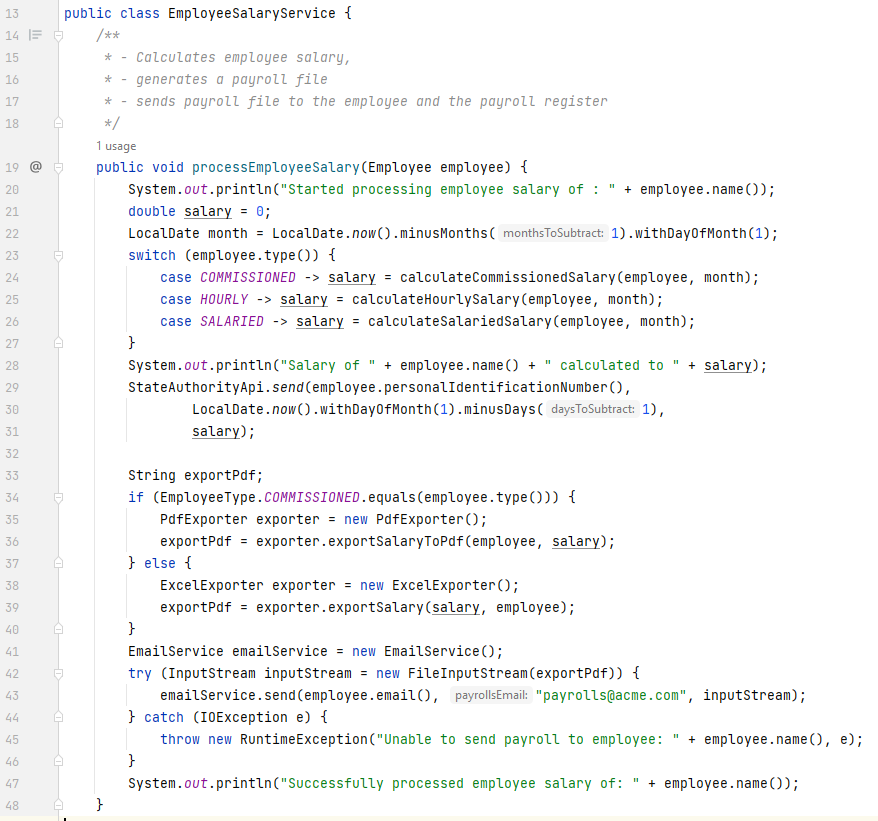 13 public class EmployeeSalaryService {
14 /**
15 * - Calculates employee salary,
16 * - generates a payroll file
17 * - sends payroll file to the employee and the payroll register
18 */
1 usage
19 @ public void processEmployeeSalary(Employee employee) {
20 System.out.println("Started processing employee salary of : " + employee.name());
21 double salary = 0;
22 LocalDate month = LocalDate.now().minusMonths( monthsToSubtract: 1).withDayOfMonth(1);
23 switch (employee.type()) {
24 case COMMISSIONED -> salary = calculateCommissionedSalary(employee, month);
25 case HOURLY -> salary = calculateHourlySalary(employee, month);
26 case SALARIED -> salary = calculateSalariedSalary(employee, month);
27 }
28 System.out.println("Salary of " + employee.name() + " calculated to " + salary);
29 StateAuthorityApi.send(employee.personalIdentificationNumber(),
30 LocalDate.now().withDayOfMonth(1).minusDays( daysToSubtract: 1),
31 salary);
32
33 String exportPdf;
34 if (EmployeeType.COMMISSIONED.equals(employee.type())) {
35 PdfExporter exporter = new PdfExporter();
36 exportPdf = exporter.exportSalaryToPdf(employee, salary);
37 } else {
38 ExcelExporter exporter = new ExcelExporter();
39 exportPdf = exporter.exportSalary(salary, employee);
40 }
41 EmailService emailService = new EmailService();
42 try (InputStream inputStream = new FileInputStream(exportPdf)) {
43 emailService.send(employee.email(), payrollsEmail: "payrolls@acme.com", inputStream);
44 } catch (IOException e) {
45 throw new RuntimeException("Unable to send payroll to employee: " + employee.name(), e);
46 }
47 System.out.println("Successfully processed employee salary of: " + employee.name());
48 }